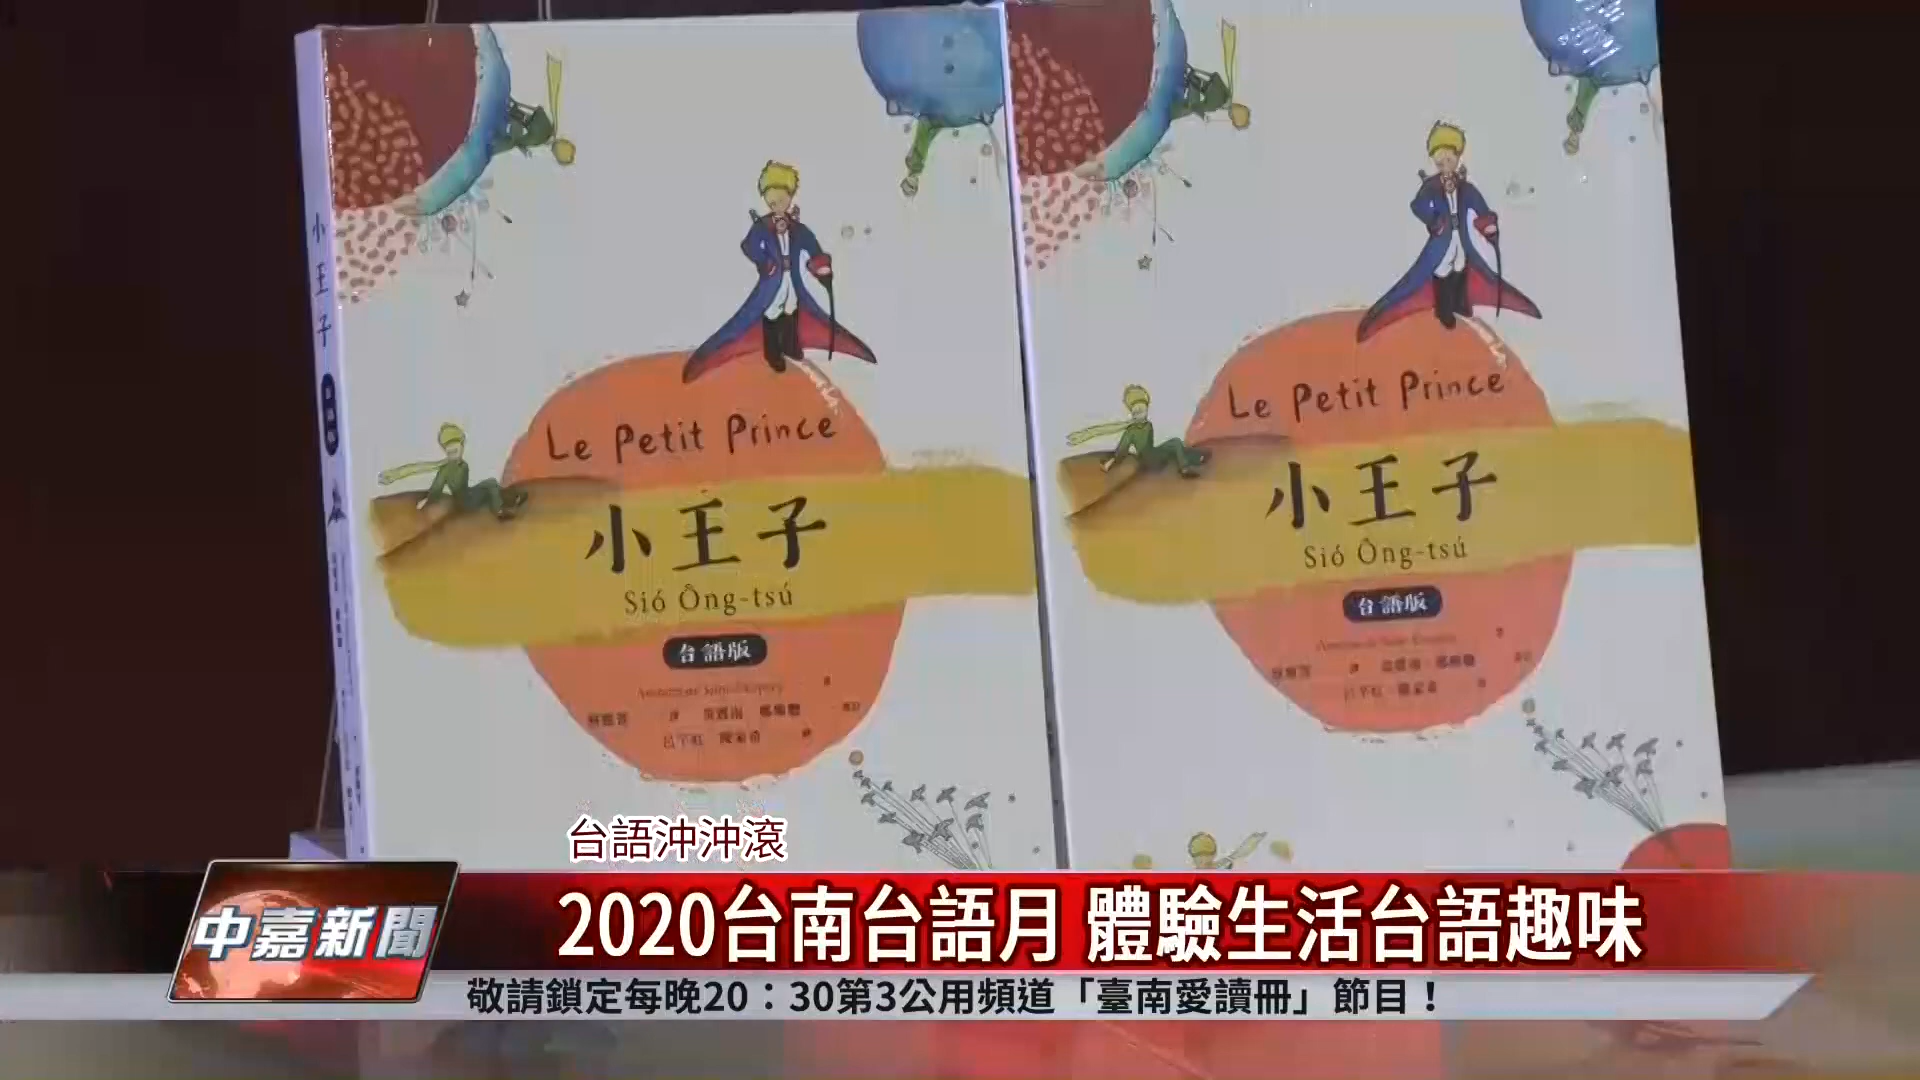 小王子
Le Petit Prince
小王子
Sió Ông-tsú
台語版
Le Petit Prince
小王子
Sió Ông-tsú
台語版
台語沖沖滾
中嘉新聞
2020台南台語月 體驗生活台語趣味
敬請鎖定每晚20：30第3公用頻道「臺南愛讀冊」節目！